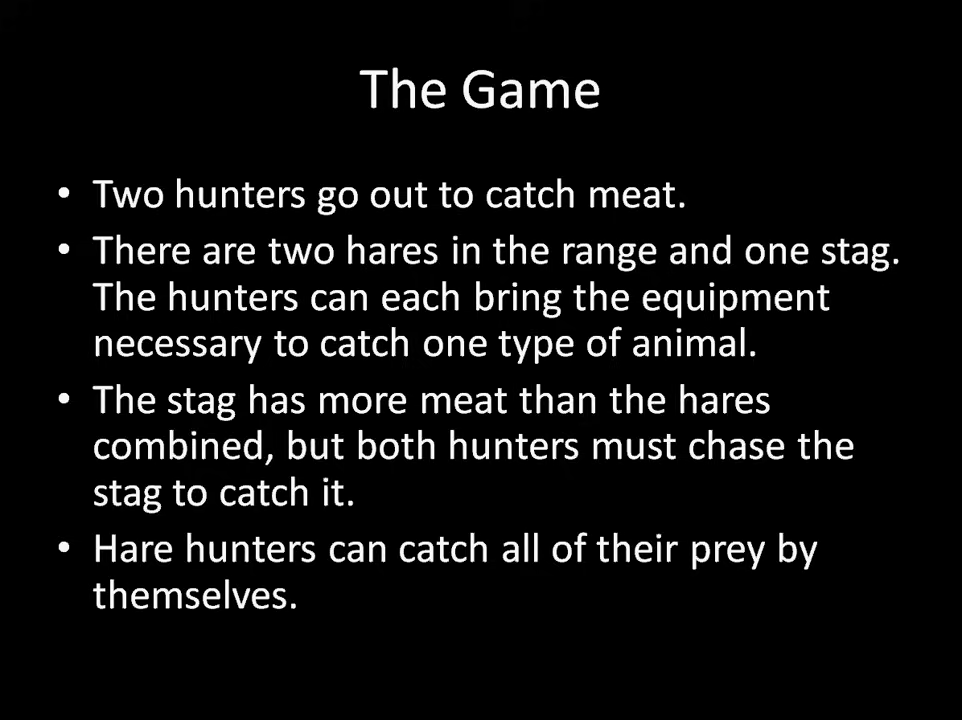 The Game
• Two hunters go out to catch meat.
• There are two hares in the range and one stag.
The hunters can each bring the equipment
necessary to catch one type of animal.
• The stag has more meat than the hares
combined, but both hunters must chase the
stag to catch it.
• Hare hunters can catch all of their prey by
themselves.